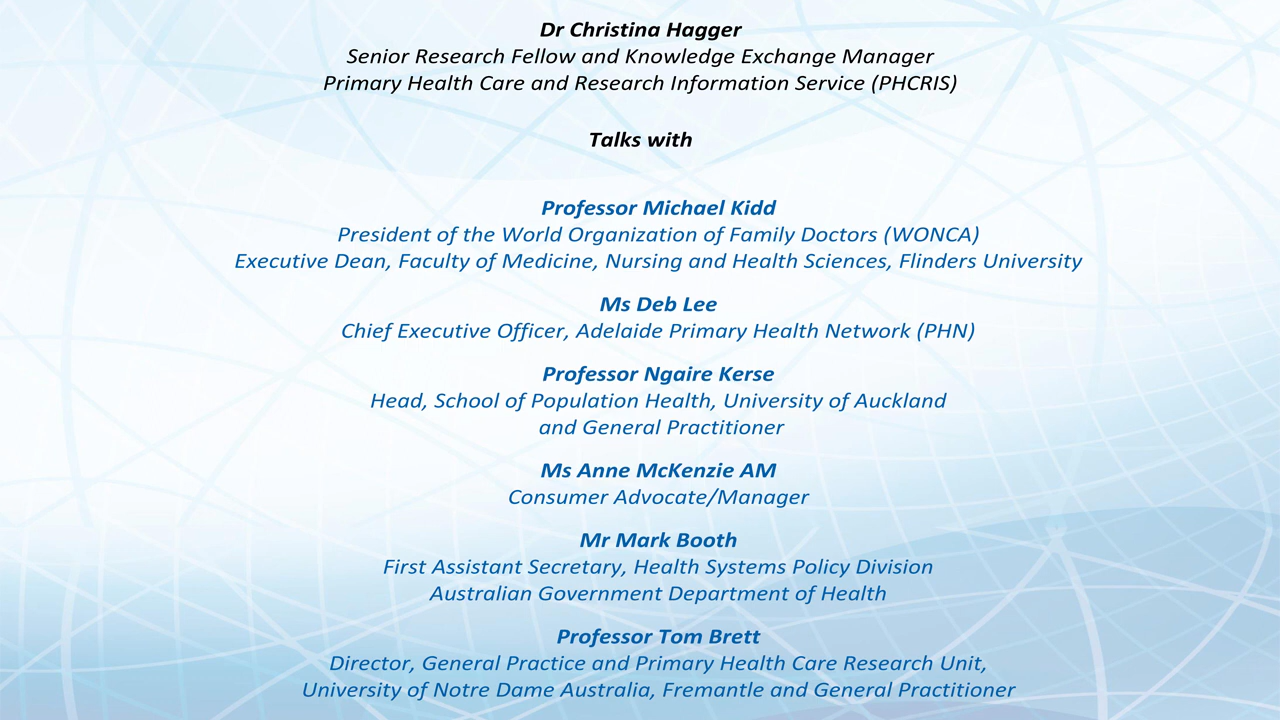 Dr Christina Hagger
Senior Research Fellow and Knowledge Exchange Manager
Primary Health Care and Research Information Service (PHCRIS)
Talks with
Professor Michael Kidd
President of the World Organization of Family Doctors (WONCA)
Executive Dean, Faculty of Medicine, Nursing and Health Sciences, Flinders University
Ms Deb Lee
Chief Executive Officer, Adelaide Primary Health Network (PHN)
Professor Ngaire Kerse
Head, School of Population Health, University of Auckland
and General Practitioner
Ms Anne McKenzie AM
Consumer Advocate/Manager
Mr Mark Booth
First Assistant Secretary, Health Systems Policy Division
Australian Government Department of Health
Professor Tom Brett
Director, General Practice and Primary Health Care Research Unit,
University of Notre Dame Australia, Fremantle and General Practitioner